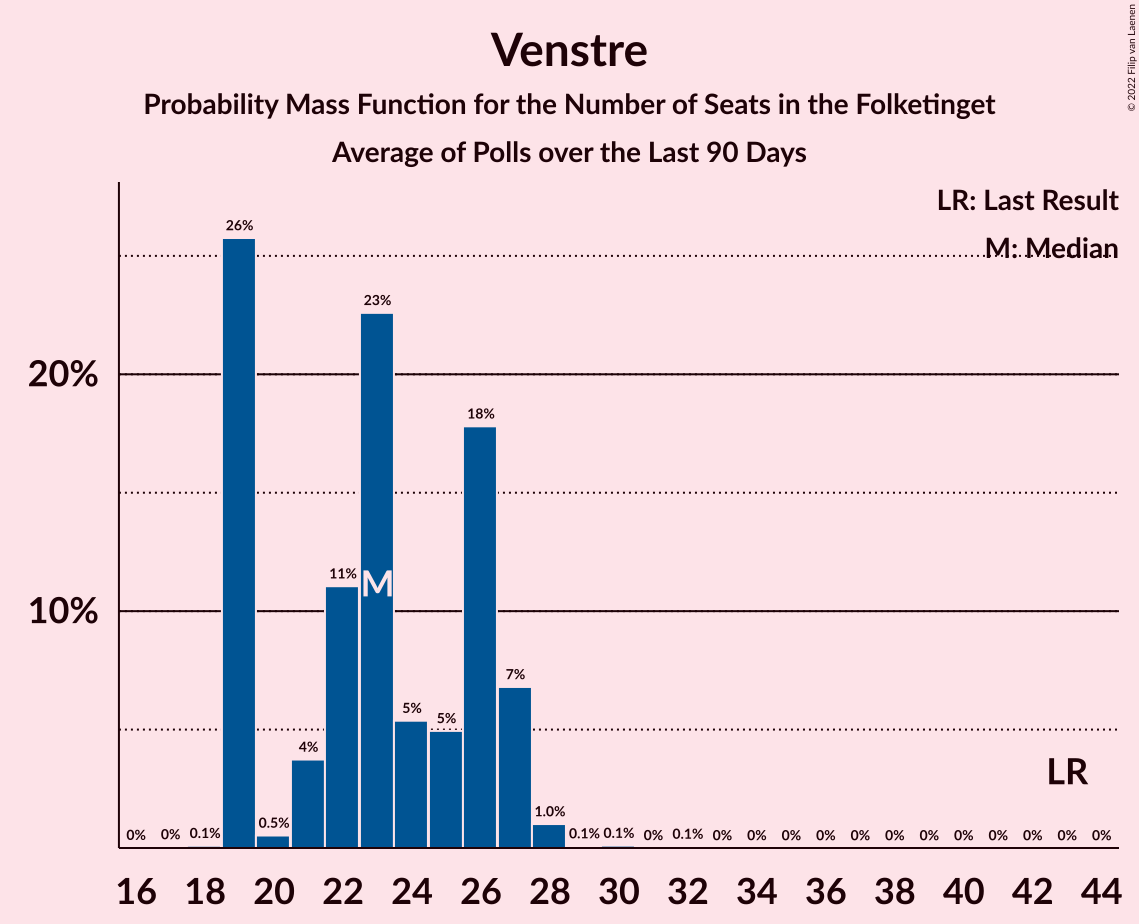 Venstre
Probability Mass Function for the Number of Seats in the Folketinget
Average of Polls over the Last 90 Days
© 2022 Filip van Laenen
LR: Last Result
M: Median
20%
10%
0% 0% 0.1% 26% 0.5% 4% 11% 23% 5% 5% 18% 7% 1.0% 0.1% 0.1% 0% 0.1% 0% 0% 0% 0% 0% 0% 0% 0% 0% 0% 0% 0%
M
LR
16 18 20 22 24 26 28 30 32 34 36 38 40 42 44